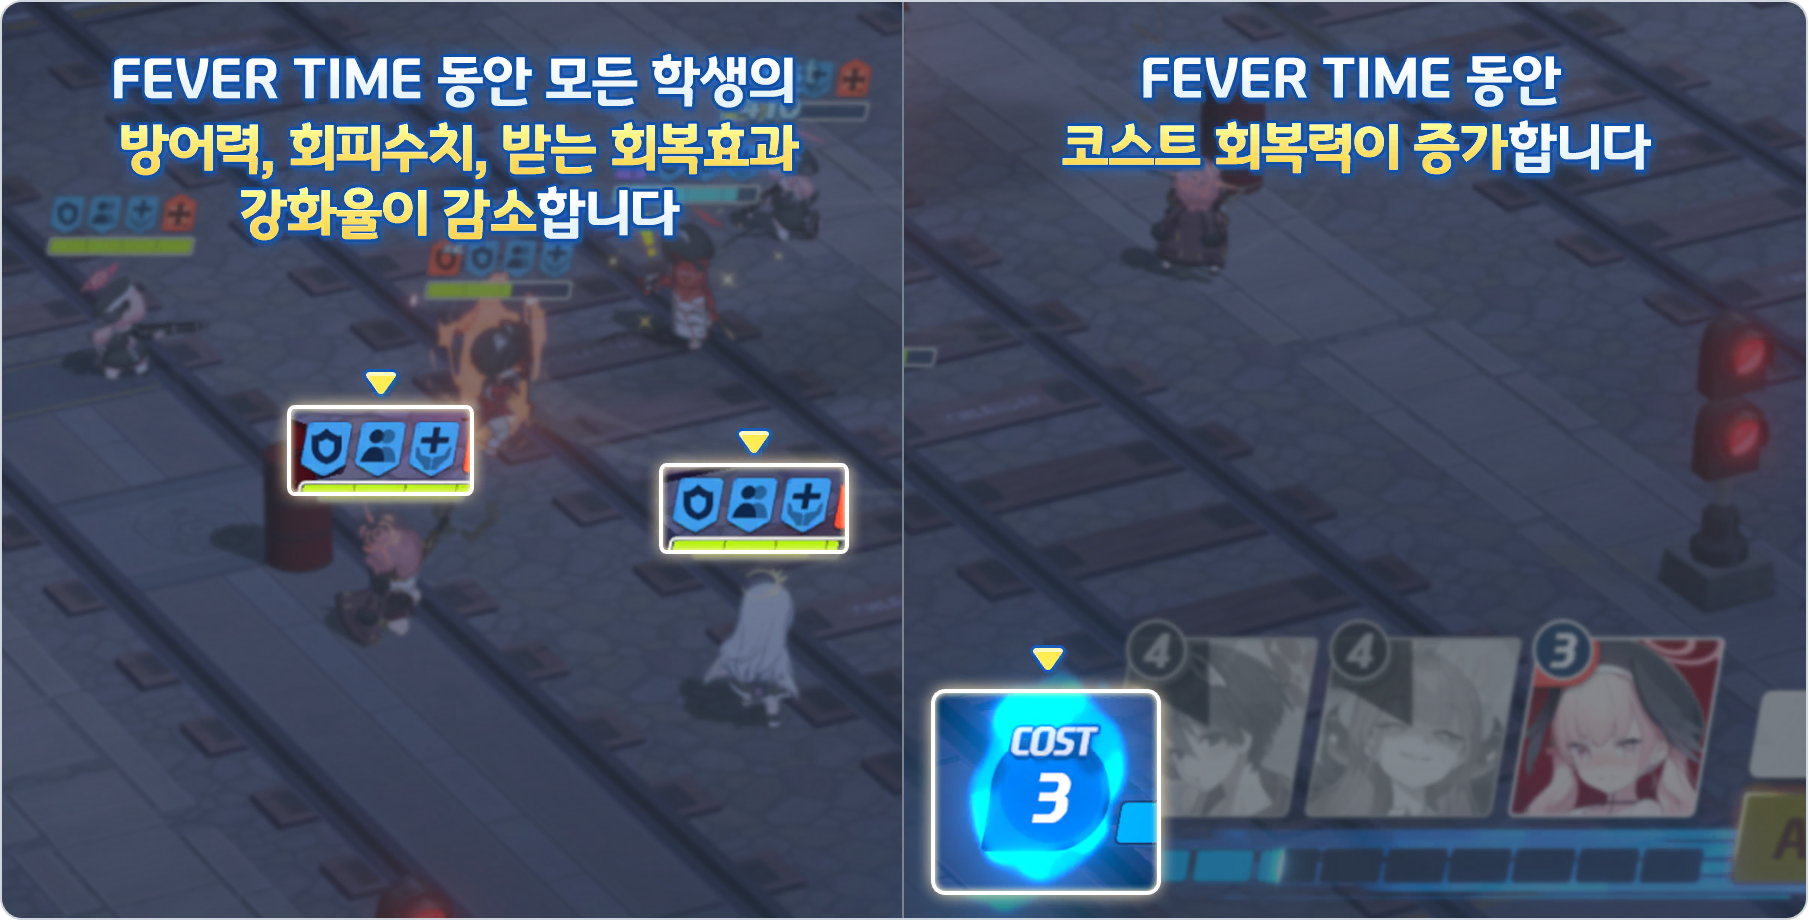 FEVER TIME 동안 모든 학생의
방어력, 회피수치, 받는 회복효과
강화율이 감소합니다
FEVER TIME 동안
코스트 회복력이 증가합니다
4
4
3
COST
3
A